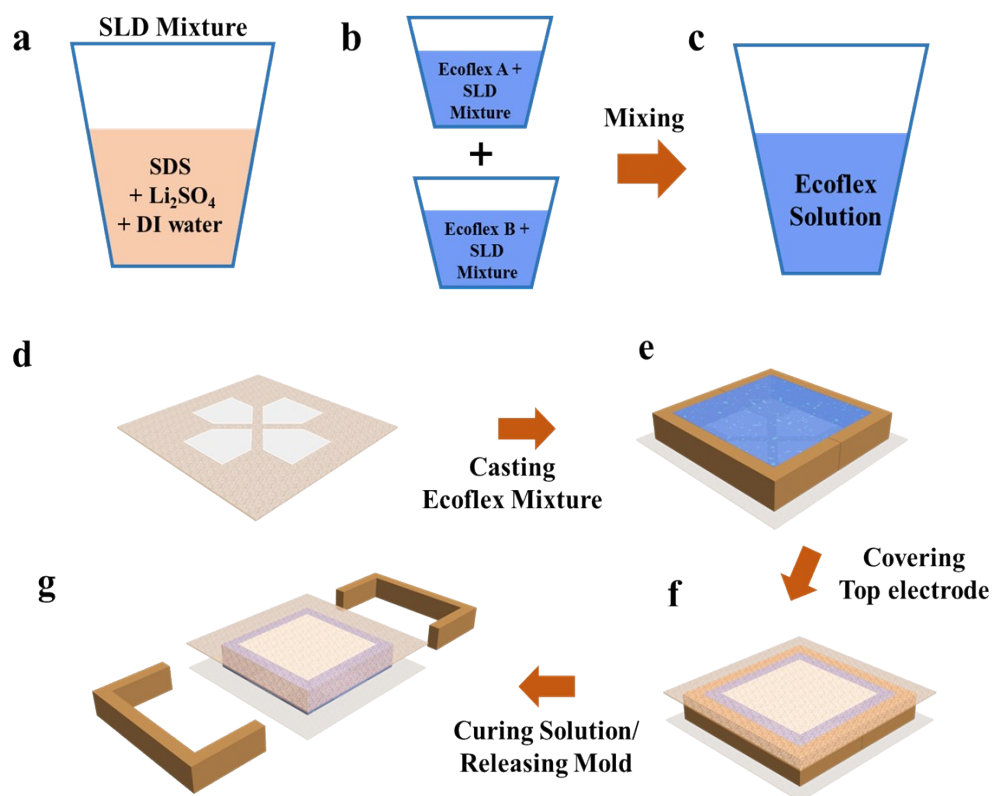 a
SLD Mixture
SDS
+ Li₂SO₄
+ DI water
b
Ecoflex A +
SLD
Mixture
+
Ecoflex B +
SLD
Mixture
Mixing
c
Ecoflex
Solution
d
Casting
Ecoflex Mixture
e
Covering
Top electrode
f
Curing Solution/
Releasing Mold
g